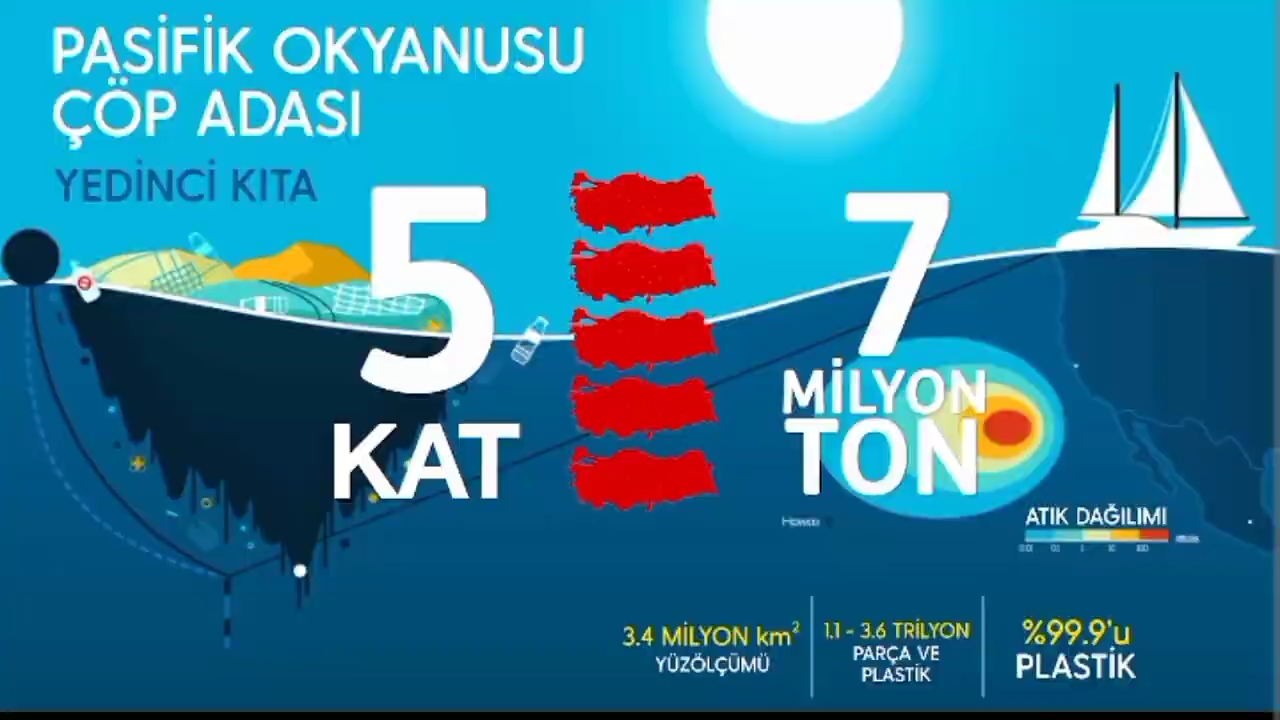 PASİFİK OKYANUSU
ÇÖP ADASI
YEDİNCİ KITA
5
KAT
7
MİLYON
TON
ATIK DAĞILIMI
3.4 MİLYON km²
YÜZÖLÇÜMÜ
1.1 - 3.6 TRİLYON
PARÇA VE
PLASTİK
%99.9'u
PLASTİK